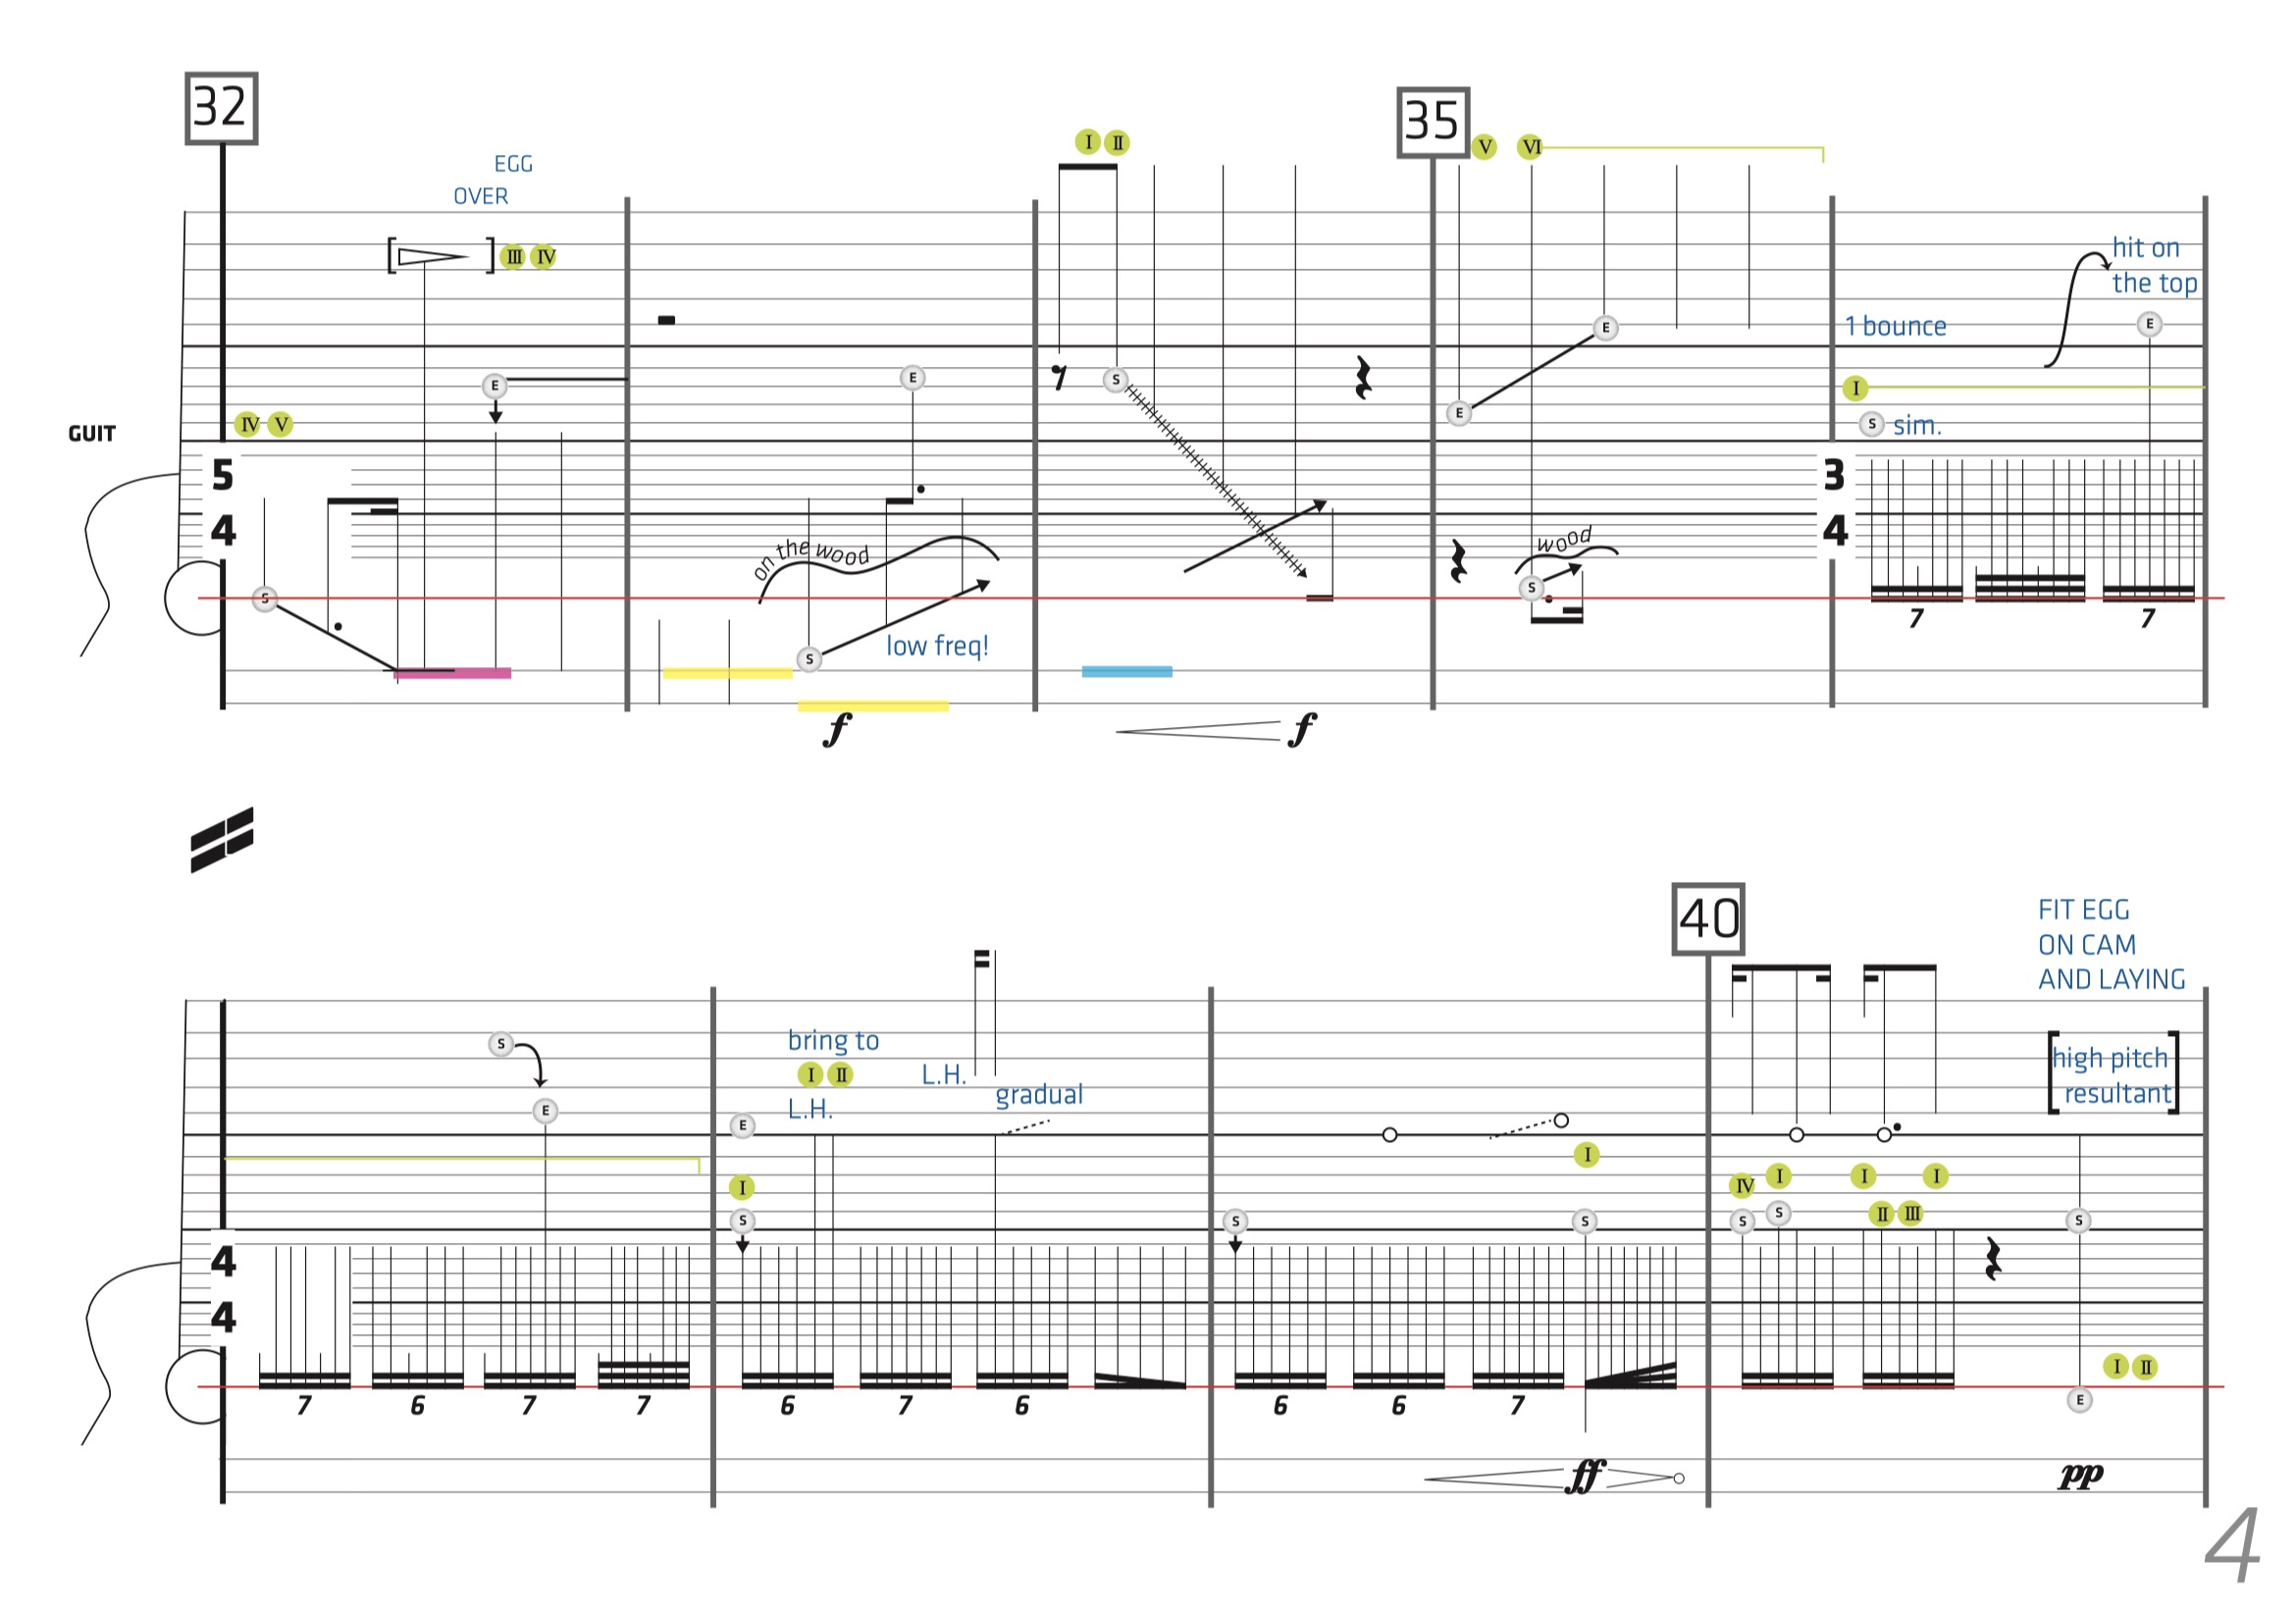 32
EGG
OVER
III IV
IV V
GUIT
5
4
S
E
E
on the wood
S
low freq!
f
I II
S
f
35
V VI
E
E
wood
S
3
4
1 bounce
I
S sim.
hit on
the top
E
7
7
4
4
S
E
7
6
7
7
bring to
I II
L.H.
L.H.
gradual
E
I
S
6
7
6
S
I
S
6
6
7
ff
40
IV I
S S
I I
II III
FIT EGG
ON CAM
AND LAYING
high pitch
resultant
S
I II
E
pp
4